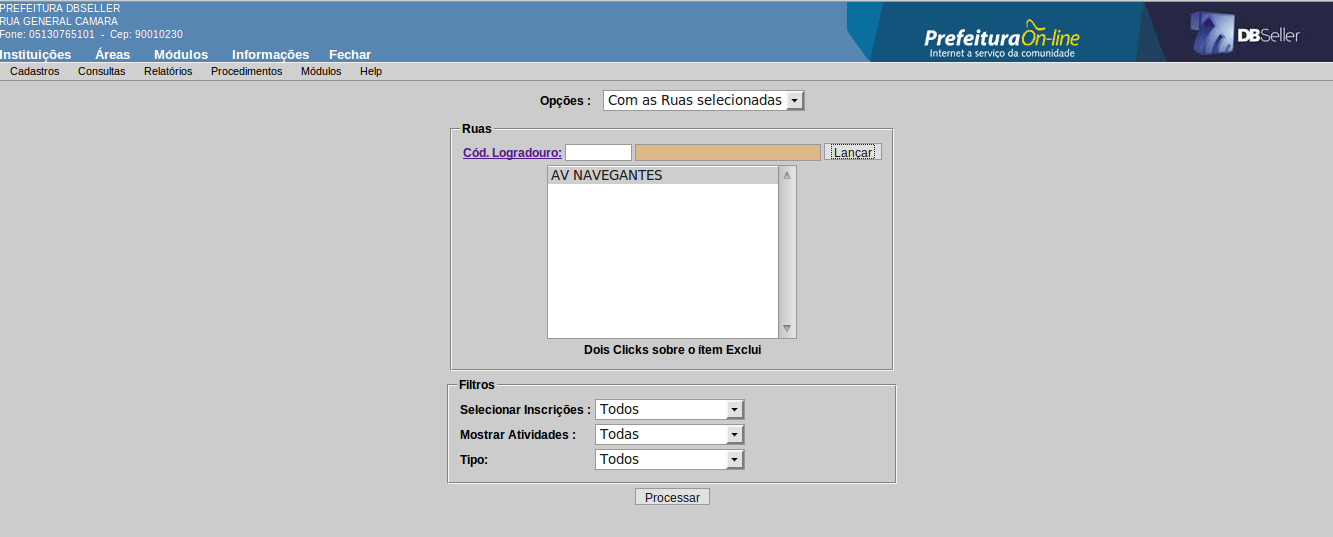 PREFEITURA DBSELLER
RUA GENERAL CAMARA
Fone: 05130765101 - Cep: 90010230
Instituições Áreas Módulos Informações Fechar
PrefeituraOn-line
Internet a serviço da comunidade
DBSeller
Cadastros Consultas Relatórios Procedimentos Módulos Help
Opções : Com as Ruas selecionadas
Ruas
Cód. Logradouro: Lançar
AV NAVEGANTES
Dois Clicks sobre o ítem Exclui
Filtros
Selecionar Inscrições : Todos
Mostrar Atividades : Todas
Tipo: Todos
Processar